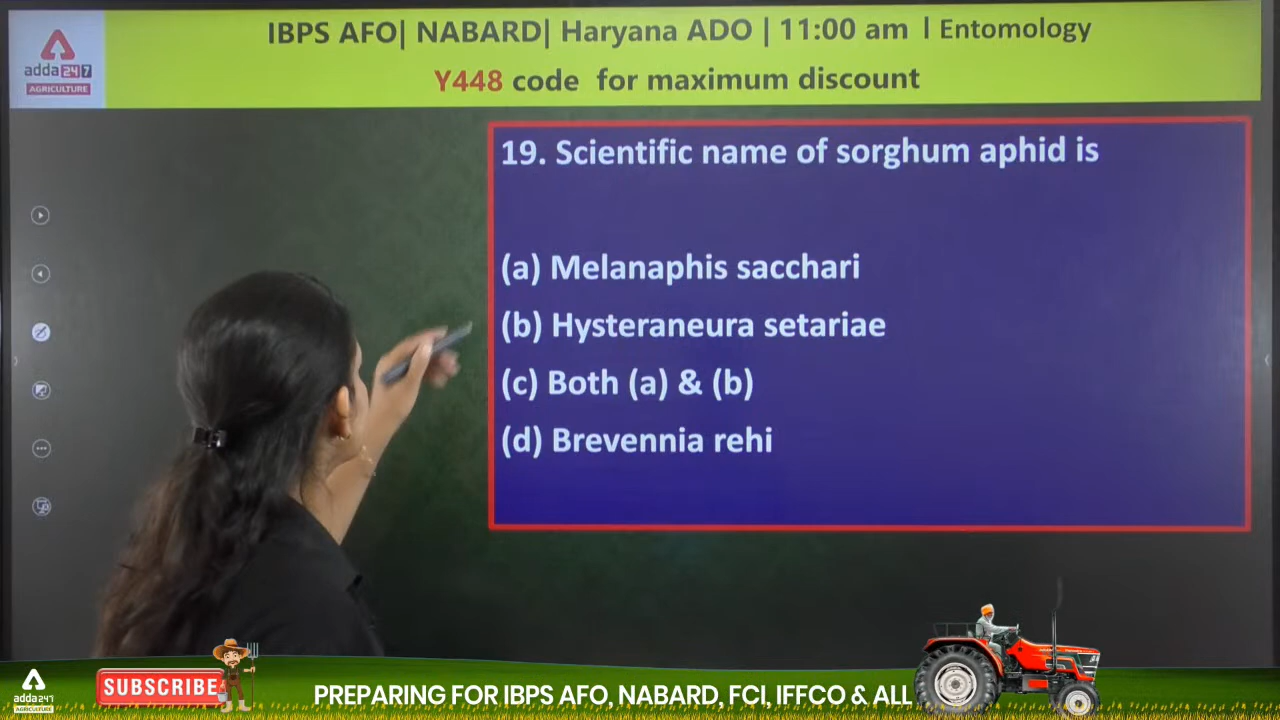 IBPS AFO| NABARD| Haryana ADO | 11:00 am l Entomology
Y448 code for maximum discount
adda247
AGRICULTURE
19. Scientific name of sorghum aphid is
(a) Melanaphis sacchari
(b) Hysteraneura setariae
(c) Both (a) & (b)
(d) Brevennia rehi
adda247
AGRICULTURE
SUBSCRIBE
PREPARING FOR IBPS AFO, NABARD, FCI, IFFCO & ALL